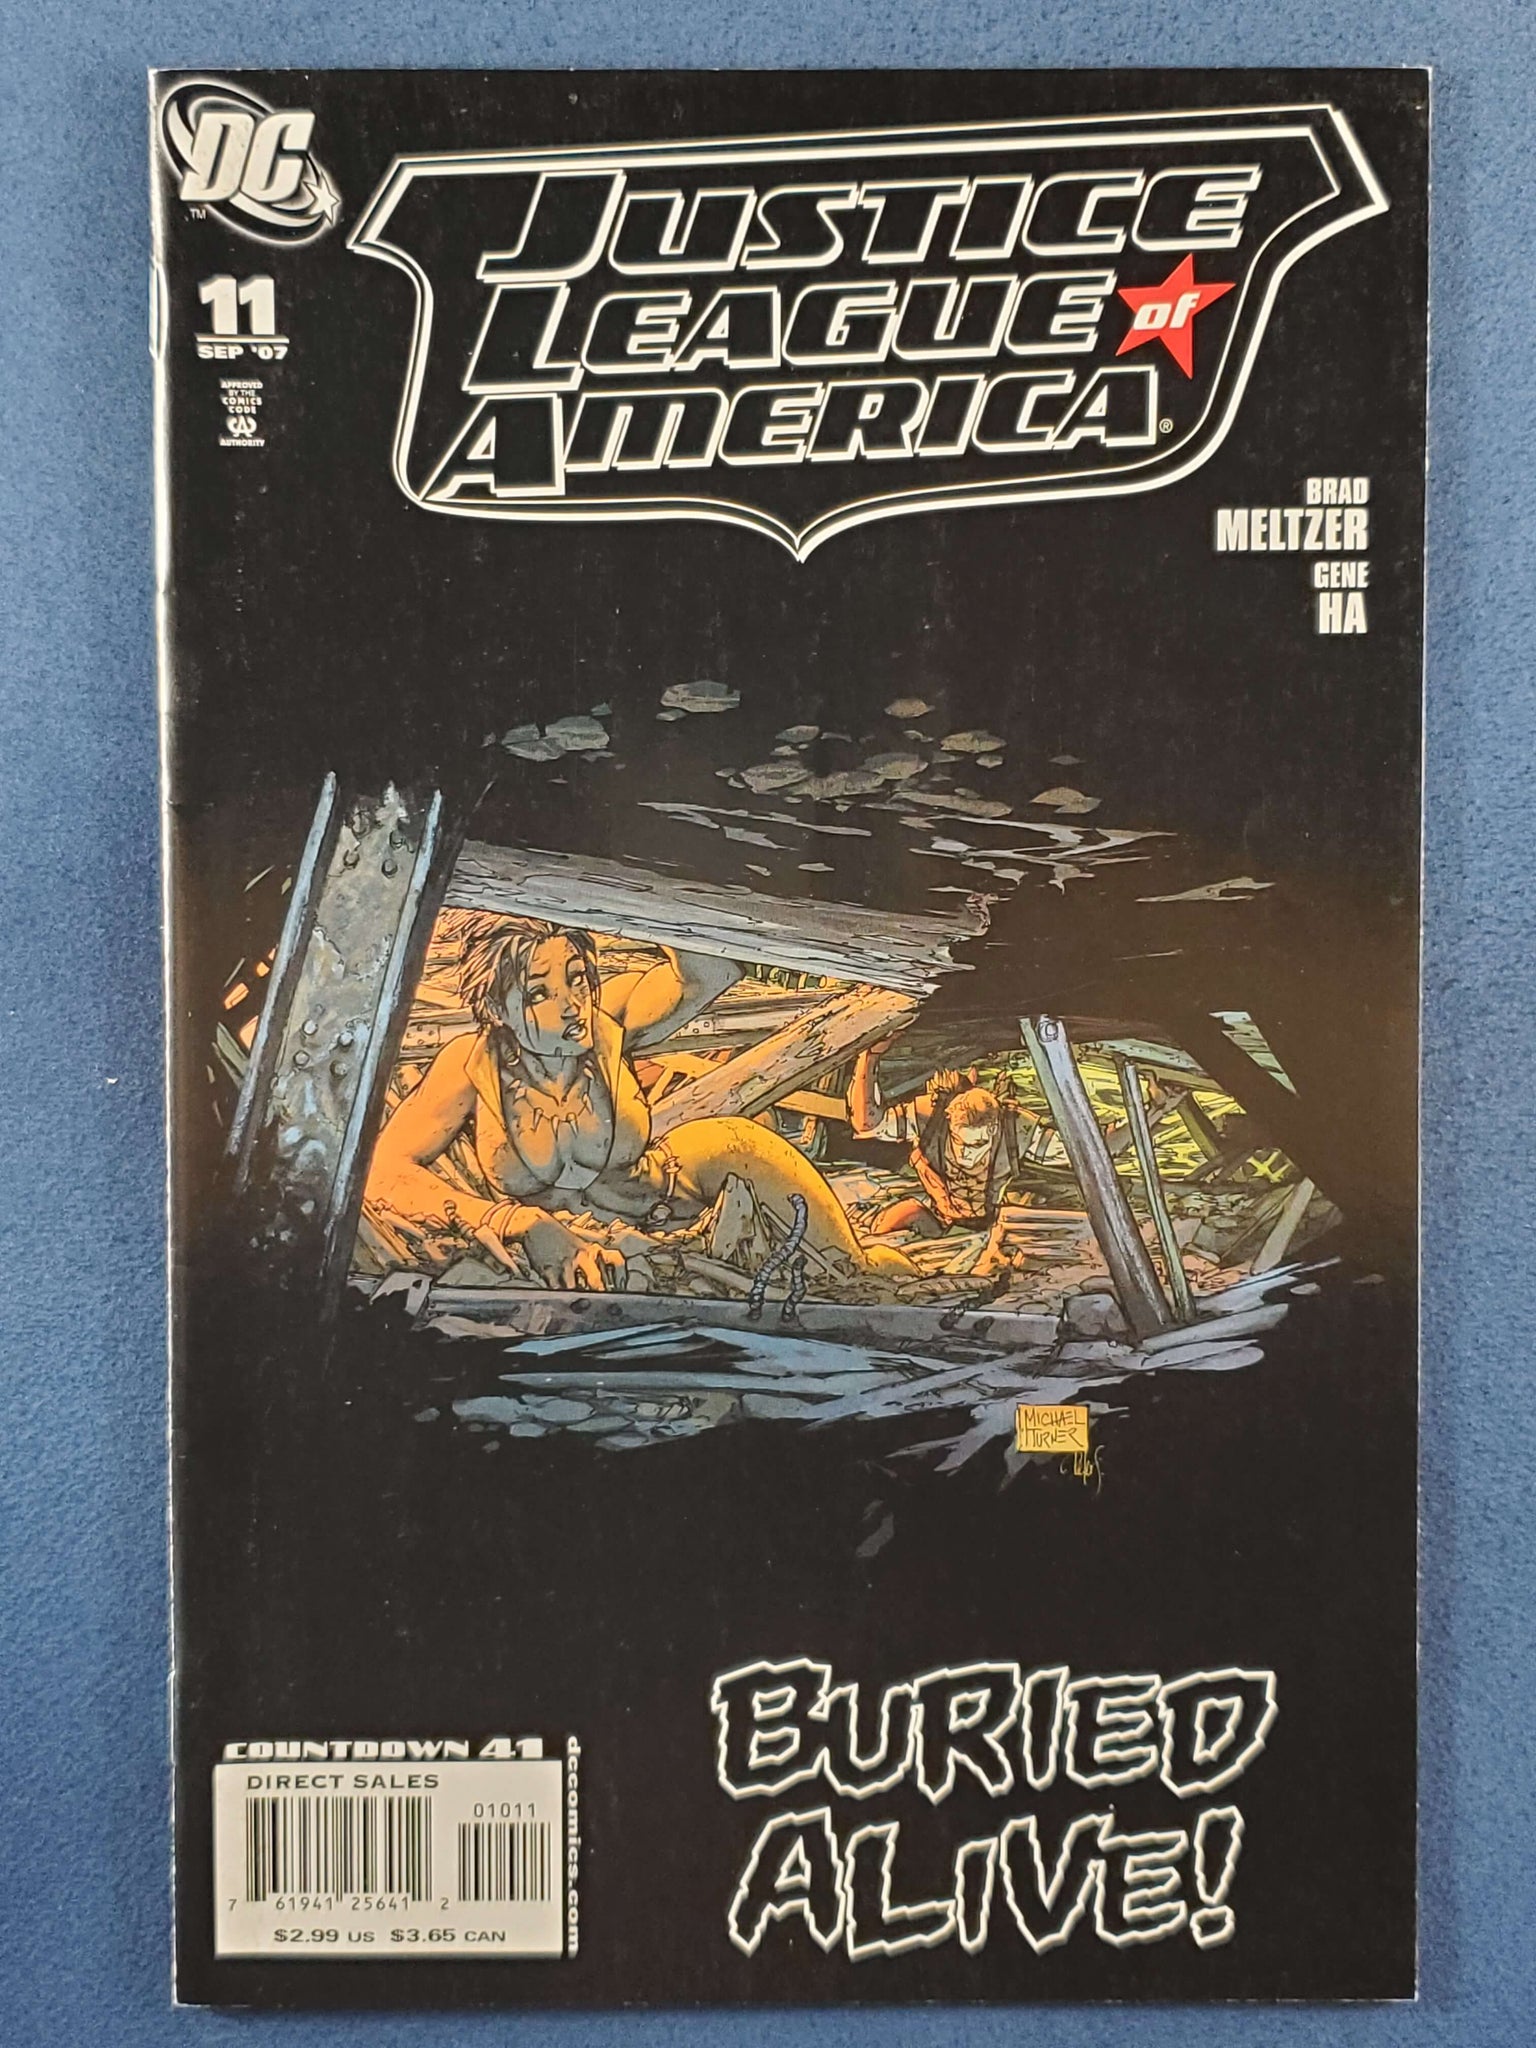 DC
TM
11
SEP '07
APPROVED
BY THE
COMICS
CODE
CA
AUTHORITY
JUSTICE
LEAGUE of
AMERICA®
BRAD
MELTZER
GENE
HA
MICHAEL
TURNER
BURIED
ALIVE!
COUNTDOWN 41
DIRECT SALES
01011
7 61941 25641 2
$2.99 US $3.65 CAN
dccomics.com